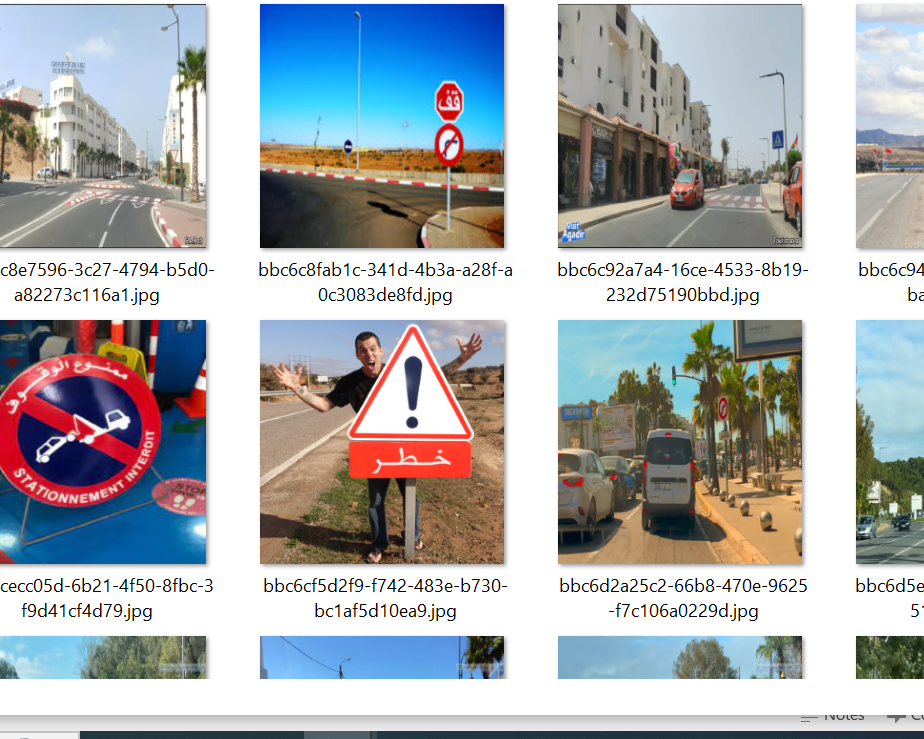 قف
Visit
Agadir
c8e7596-3c27-4794-b5d0-
a82273c116a1.jpg
bbc6c8fab1c-341d-4b3a-a28f-a
0c3083de8fd.jpg
bbc6c92a7a4-16ce-4533-8b19-
232d75190bbd.jpg
bbc6c94
ba
ممنوع الوقوف
STATIONNEMENT INTERDIT
STOP
خطر
cecc05d-6b21-4f50-8fbc-3
f9d41cf4d79.jpg
bbc6cf5d2f9-f742-483e-b730-
bc1af5d10ea9.jpg
bbc6d2a25c2-66b8-470e-9625
-f7c106a0229d.jpg
bbc6d5e
51
Notes